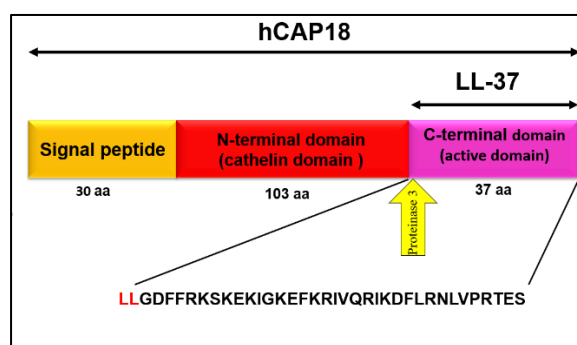 hCAP18
LL-37
Signal peptide
N-terminal domain
(cathelin domain )
C-terminal domain
(active domain)
30 aa
103 aa
37 aa
Proteinase 3
LLGDFFRKSKEKIGKEFKRIVQRIKDFLRNLVPRTES